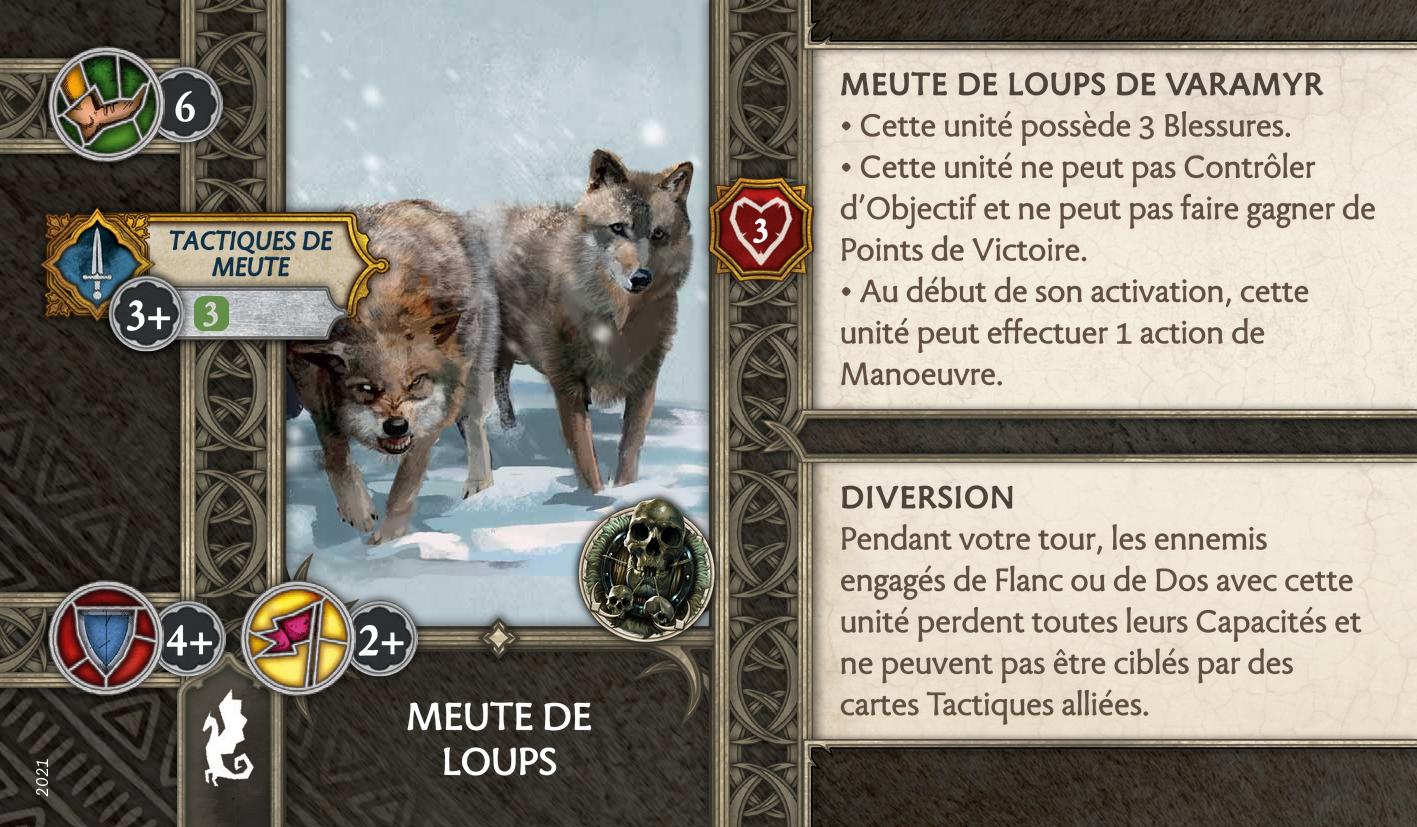 6
TACTIQUES DE
MEUTE
3+
3
3
4+
2+
MEUTE DE
LOUPS
2021
MEUTE DE LOUPS DE VARAMYR
• Cette unité possède 3 Blessures.
• Cette unité ne peut pas Contrôler
d'Objectif et ne peut pas faire gagner de
Points de Victoire.
• Au début de son activation, cette
unité peut effectuer 1 action de
Manoeuvre.
DIVERSION
Pendant votre tour, les ennemis
engagés de Flanc ou de Dos avec cette
unité perdent toutes leurs Capacités et
ne peuvent pas être ciblés par des
cartes Tactiques alliées.